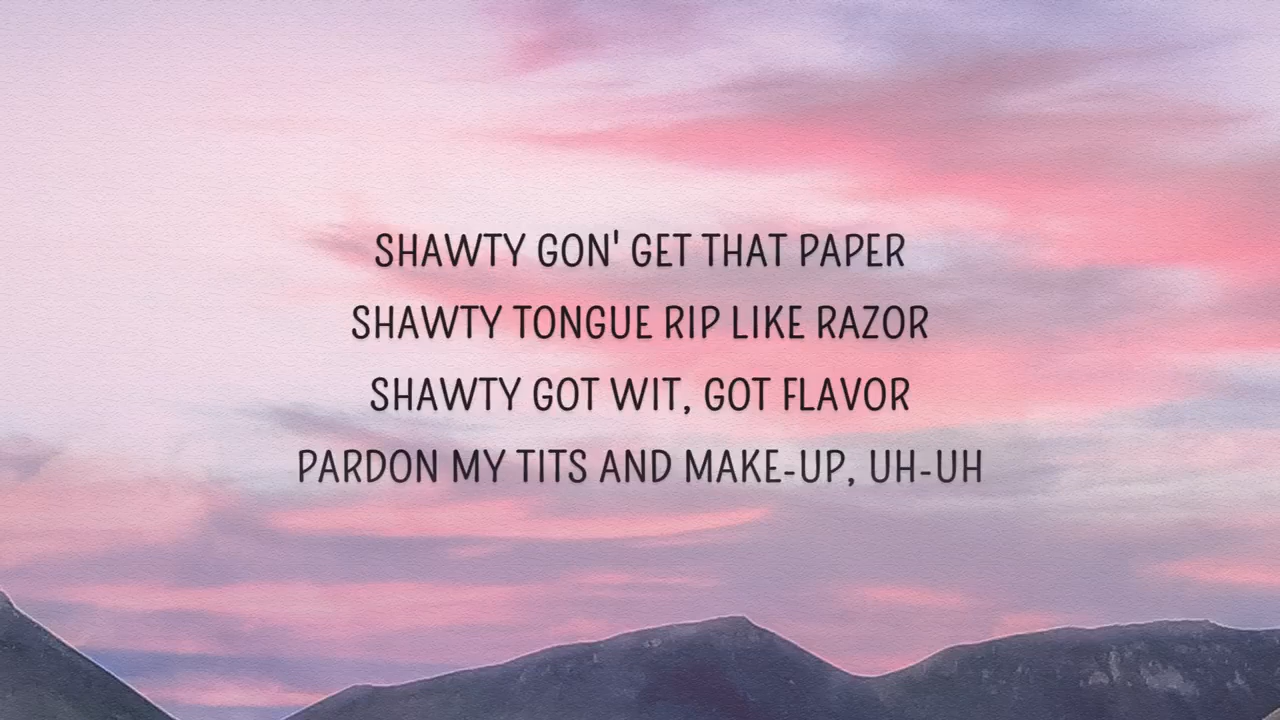 SHAWTY GON' GET THAT PAPER
SHAWTY TONGUE RIP LIKE RAZOR
SHAWTY GOT WIT, GOT FLAVOR
PARDON MY TITS AND MAKE-UP, UH-UH